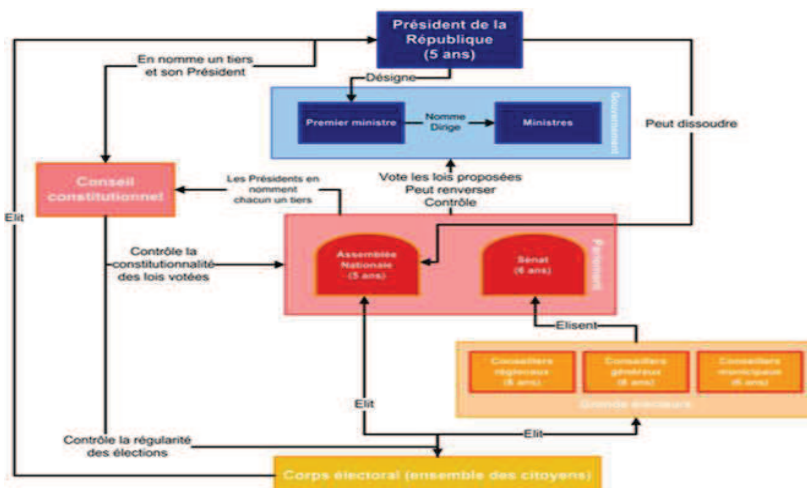 Président de la
République
(5 ans)
En nomme un tiers
et son Président
Désigne
Premier ministre
Nomme
Dirige
Ministres
Gouvernement
Peut dissoudre
Conseil
constitutionnel
Les Présidents en
nomment
chacun un tiers
Vote les lois proposées
Peut renverser
Contrôle
Elit
Contrôle la
constitutionnalité
des lois votées
Assemblée
Nationale
(5 ans)
Sénat
(6 ans)
Parlement
Elisent
Conseillers
régionaux
(6 ans)
Conseillers
généraux
(6 ans)
Conseillers
municipaux
(6 ans)
Grands électeurs
Elit
Elit
Contrôle la régularité
des élections
Corps électoral (ensemble des citoyens)